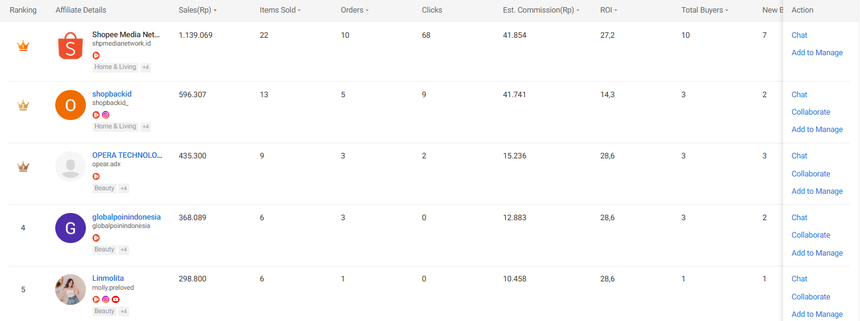 Ranking Affiliate Details Sales(Rp) Items Sold Orders Clicks Est. Commission(Rp) ROI Total Buyers New B Action
Shopee Media Net... 1.139.069 22 10 68 41.854 27,2 10 7 Chat
shpmedianetwork.id
Add to Manage
Home & Living +4
shopbackid 596.307 13 5 9 41.741 14,3 3 2 Chat
O shopbackid_
Collaborate
Home & Living +4 Add to Manage
OPERA TECHNOLO... 435.300 9 3 2 15.236 28,6 3 3 Chat
opear.adx
Collaborate
Beauty +4 Add to Manage
4 G globalpoinindonesia 368.089 6 3 0 12.883 28,6 3 2 Chat
globalpoinindonesia
Collaborate
Beauty +4 Add to Manage
5 Linmolita 298.800 6 1 0 10.458 28,6 1 1 Chat
molly.preloved
Collaborate
Beauty +4 Add to Manage